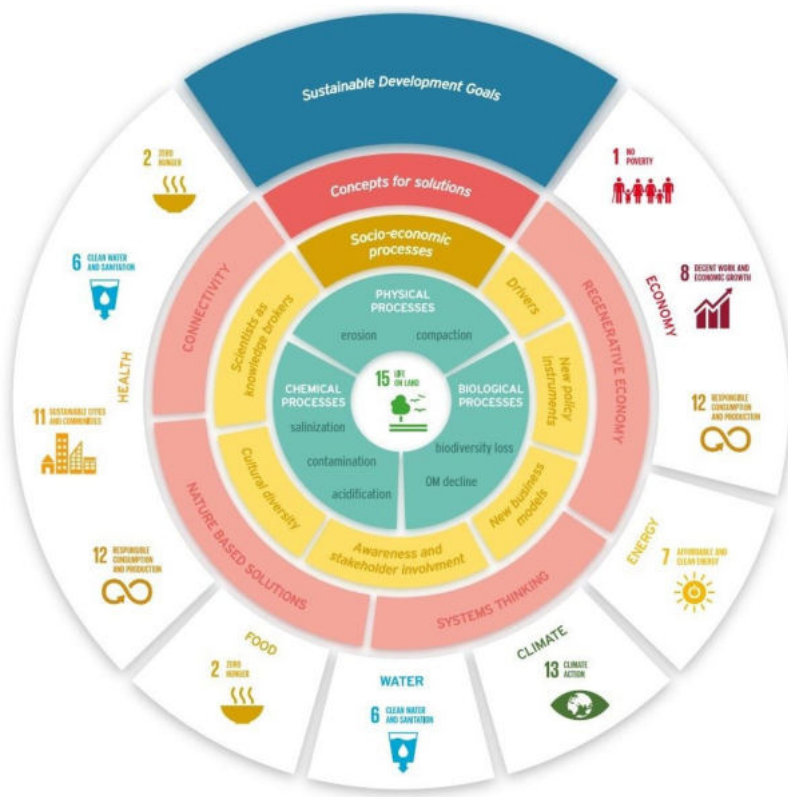 Sustainable Development Goals
Concepts for solutions
Socio-economic
processes
PHYSICAL
PROCESSES
erosion
compaction
CHEMICAL
PROCESSES
salinization
contamination
acidification
BIOLOGICAL
PROCESSES
biodiversity loss
OM decline
15 LIFE
ON LAND
Drivers
New policy
instruments
New business
models
Awareness and
stakeholder involvment
Cultural diversity
Scientists as
knowledge brokers
CONNECTIVITY
REGENERATIVE ECONOMY
SYSTEMS THINKING
NATURE BASED SOLUTIONS
ECONOMY
1 NO
POVERTY
8 DECENT WORK AND
ECONOMIC GROWTH
12 RESPONSIBLE
CONSUMPTION
AND PRODUCTION
ENERGY
7 AFFORDABLE AND
CLEAN ENERGY
CLIMATE
13 CLIMATE
ACTION
WATER
6 CLEAN WATER
AND SANITATION
FOOD
2 ZERO
HUNGER
HEALTH
2 ZERO
HUNGER
6 CLEAN WATER
AND SANITATION
11 SUSTAINABLE CITIES
AND COMMUNITIES
12 RESPONSIBLE
CONSUMPTION
AND PRODUCTION